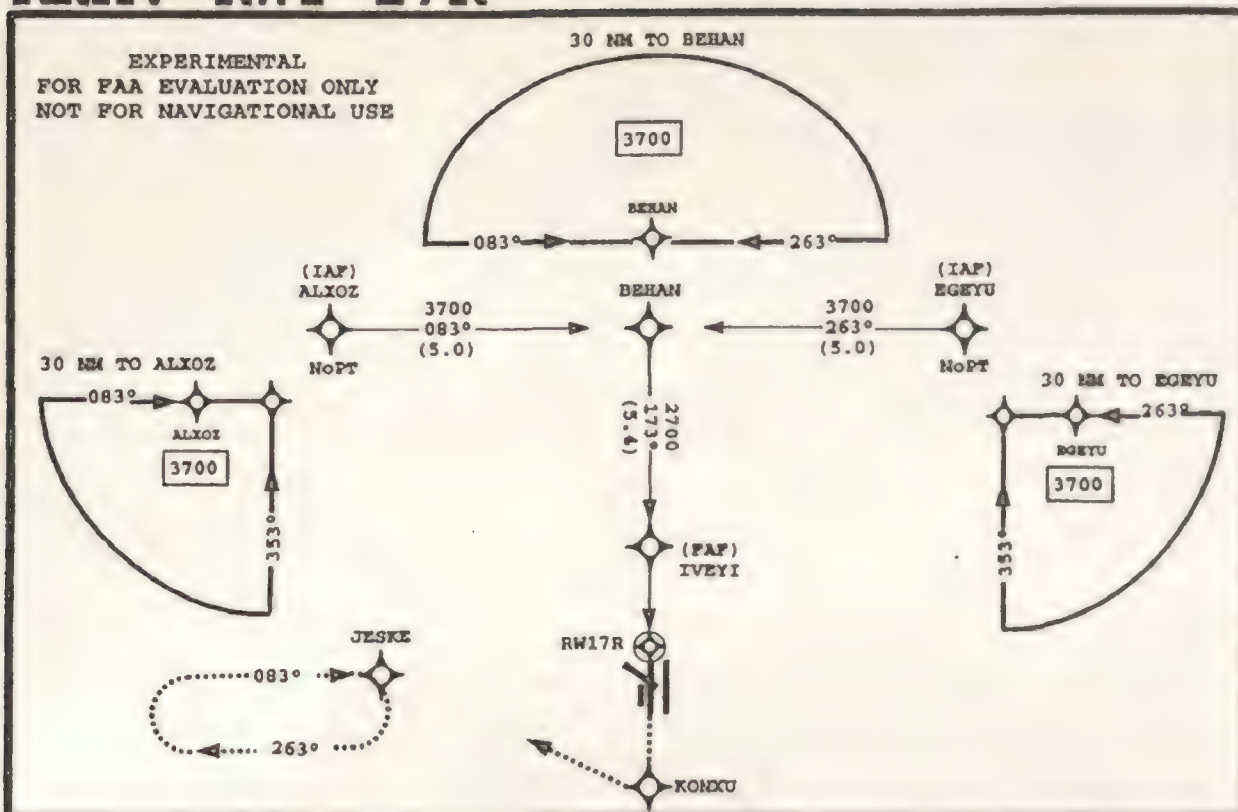 30 NM TO BEHAN
EXPERIMENTAL
FOR FAA EVALUATION ONLY
NOT FOR NAVIGATIONAL USE
3700
BEHAN
083°
263°
(IAF)
ALXOZ
NoPT
3700
083°
(5.0)
BEHAN
3700
263°
(5.0)
(IAF)
EGEYU
NoPT
30 NM TO ALXOZ
083°
ALXOZ
3700
353°
2700
173°
(5.4)
30 NM TO EGEYU
263°
EGEYU
3700
353°
(FAF)
IVEYI
JESKE
083°
263°
RW17R
KONXU